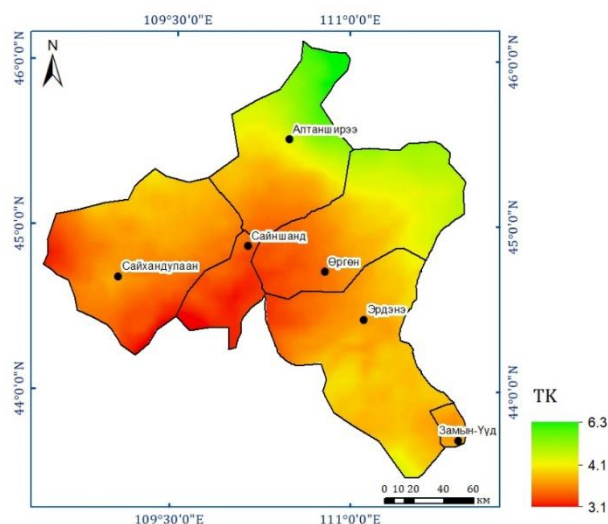 109°30'0"E 111°0'0"E
46°0'0"N
46°0'0"N
N
Алтанширээ
45°0'0"N
45°0'0"N
Сайншанд
Сайхандулаан
Өргөн
Эрдэнэ
44°0'0"N
44°0'0"N
ТК
6.3
4.1
3.1
Замын-Үүд
0 10 20 40 60
км
109°30'0"E 111°0'0"E